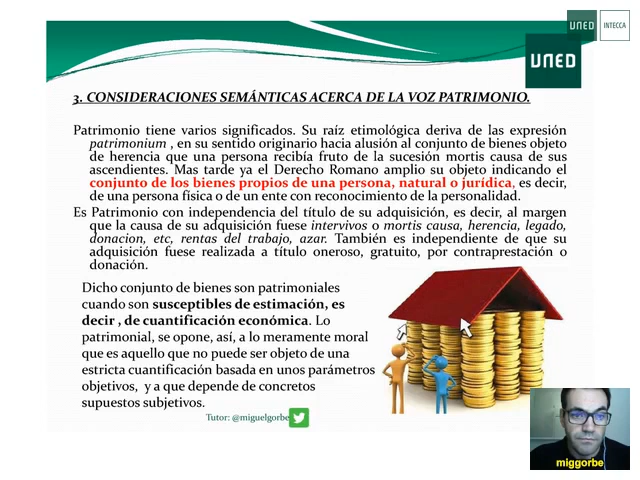 UNED
INTECCA
UNED
3. CONSIDERACIONES SEMÁNTICAS ACERCA DE LA VOZ PATRIMONIO.
Patrimonio tiene varios significados. Su raíz etimológica deriva de las expresión
patrimonium , en su sentido originario hacia alusión al conjunto de bienes objeto
de herencia que una persona recibía fruto de la sucesión mortis causa de sus
ascendientes. Mas tarde ya el Derecho Romano amplio su objeto indicando el
conjunto de los bienes propios de una persona, natural o jurídica, es decir,
de una persona física o de un ente con reconocimiento de la personalidad.
Es Patrimonio con independencia del título de su adquisición, es decir, al margen
que la causa de su adquisición fuese intervivos o mortis causa, herencia, legado,
donacion, etc, rentas del trabajo, azar. También es independiente de que su
adquisición fuese realizada a título oneroso, gratuito, por contraprestación o
donación.
Dicho conjunto de bienes son patrimoniales
cuando son susceptibles de estimación, es
decir , de cuantificación económica. Lo
patrimonial, se opone, así, a lo meramente moral
que es aquello que no puede ser objeto de una
estricta cuantificación basada en unos parámetros
objetivos, y a que depende de concretos
supuestos subjetivos.
Tutor: @miguelgorbe
miggorbe